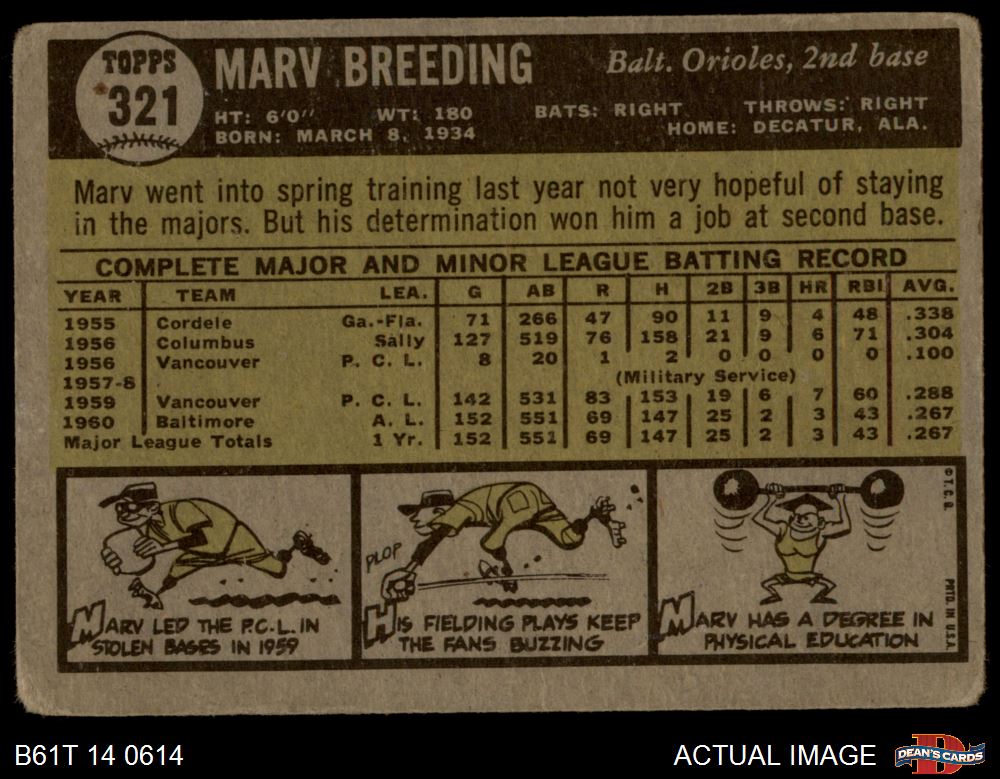 TOPPS
321
MARV BREEDING
Balt. Orioles, 2nd base
HT: 6'0" WT: 180 BATS: RIGHT THROWS: RIGHT
BORN: MARCH 8, 1934 HOME: DECATUR, ALA.
Marv went into spring training last year not very hopeful of staying
in the majors. But his determination won him a job at second base.
COMPLETE MAJOR AND MINOR LEAGUE BATTING RECORD
YEAR TEAM LEA. G AB R H 2B 3B HR RBI AVG.
1955 Cordele Ga.-Fla. 71 266 47 90 11 9 4 48 .338
1956 Columbus Sally 127 519 76 158 21 9 6 71 .304
1956 Vancouver P. C. L. 8 20 1 2 0 0 0 0 .100
1957-8 (Military Service)
1959 Vancouver P. C. L. 142 531 83 153 19 6 7 60 .288
1960 Baltimore A. L. 152 551 69 147 25 2 3 43 .267
Major League Totals 1 Yr. 152 551 69 147 25 2 3 43 .267
MARV LED THE P.C.L. IN
STOLEN BASES IN 1959
PLOP
HIS FIELDING PLAYS KEEP
THE FANS BUZZING
MARV HAS A DEGREE IN
PHYSICAL EDUCATION
© T. C. G.
PRTD. IN U.S.A.
B61T 14 0614
ACTUAL IMAGE
DEAN'S CARDS